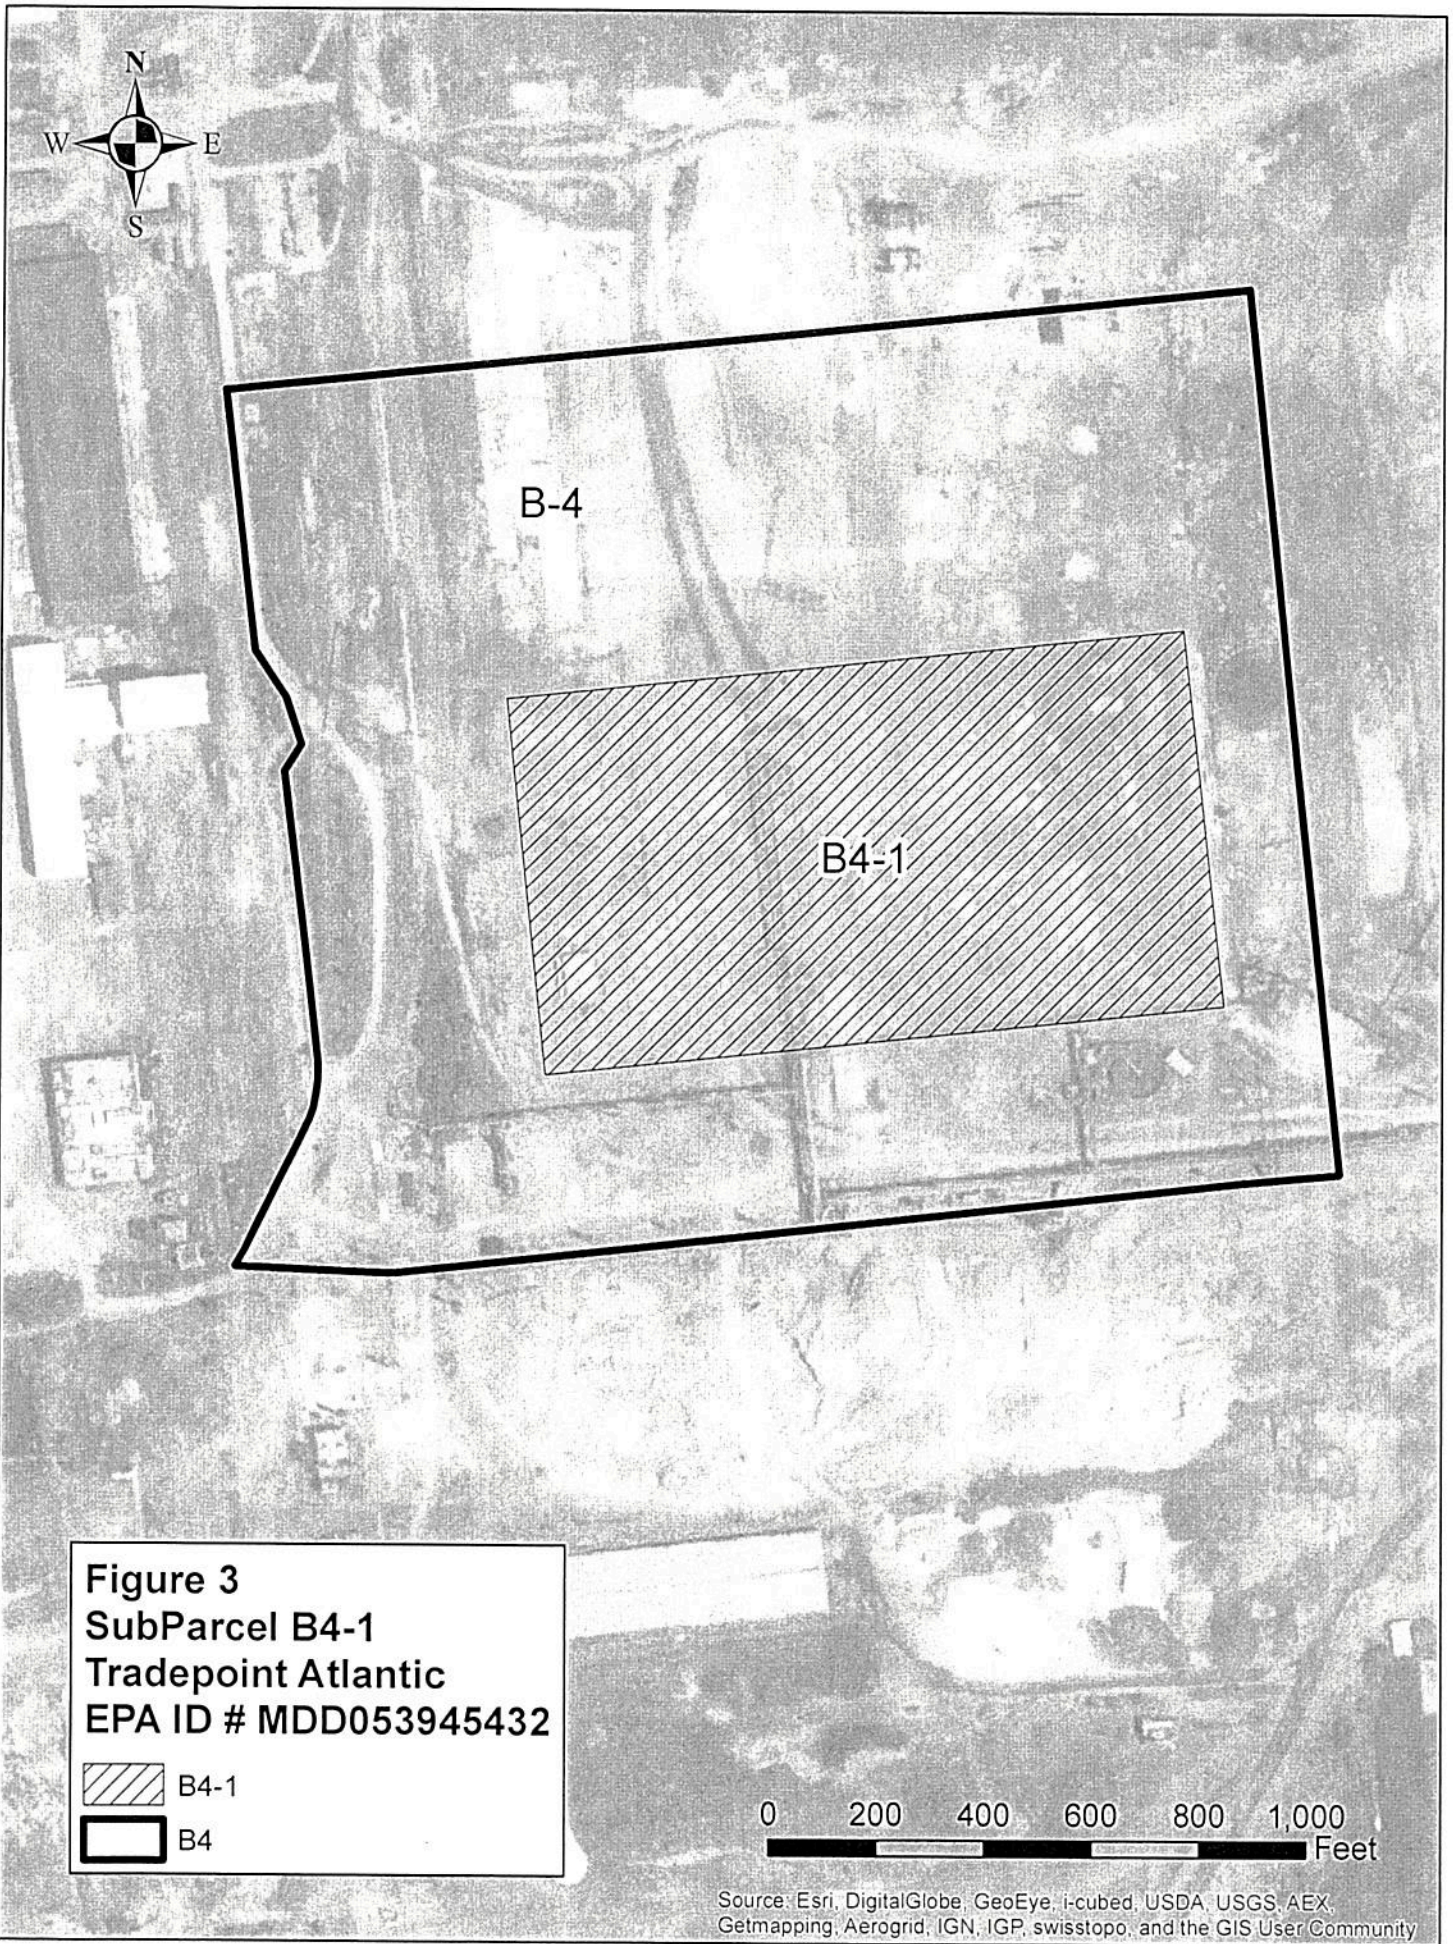 N
W E
S
B-4
B4-1
Figure 3
SubParcel B4-1
Tradepoint Atlantic
EPA ID # MDD053945432
B4-1
B4
0 200 400 600 800 1,000
Feet
Source: Esri, DigitalGlobe, GeoEye, i-cubed, USDA, USGS, AEX,
Getmapping, Aerogrid, IGN, IGP, swisstopo, and the GIS User Community